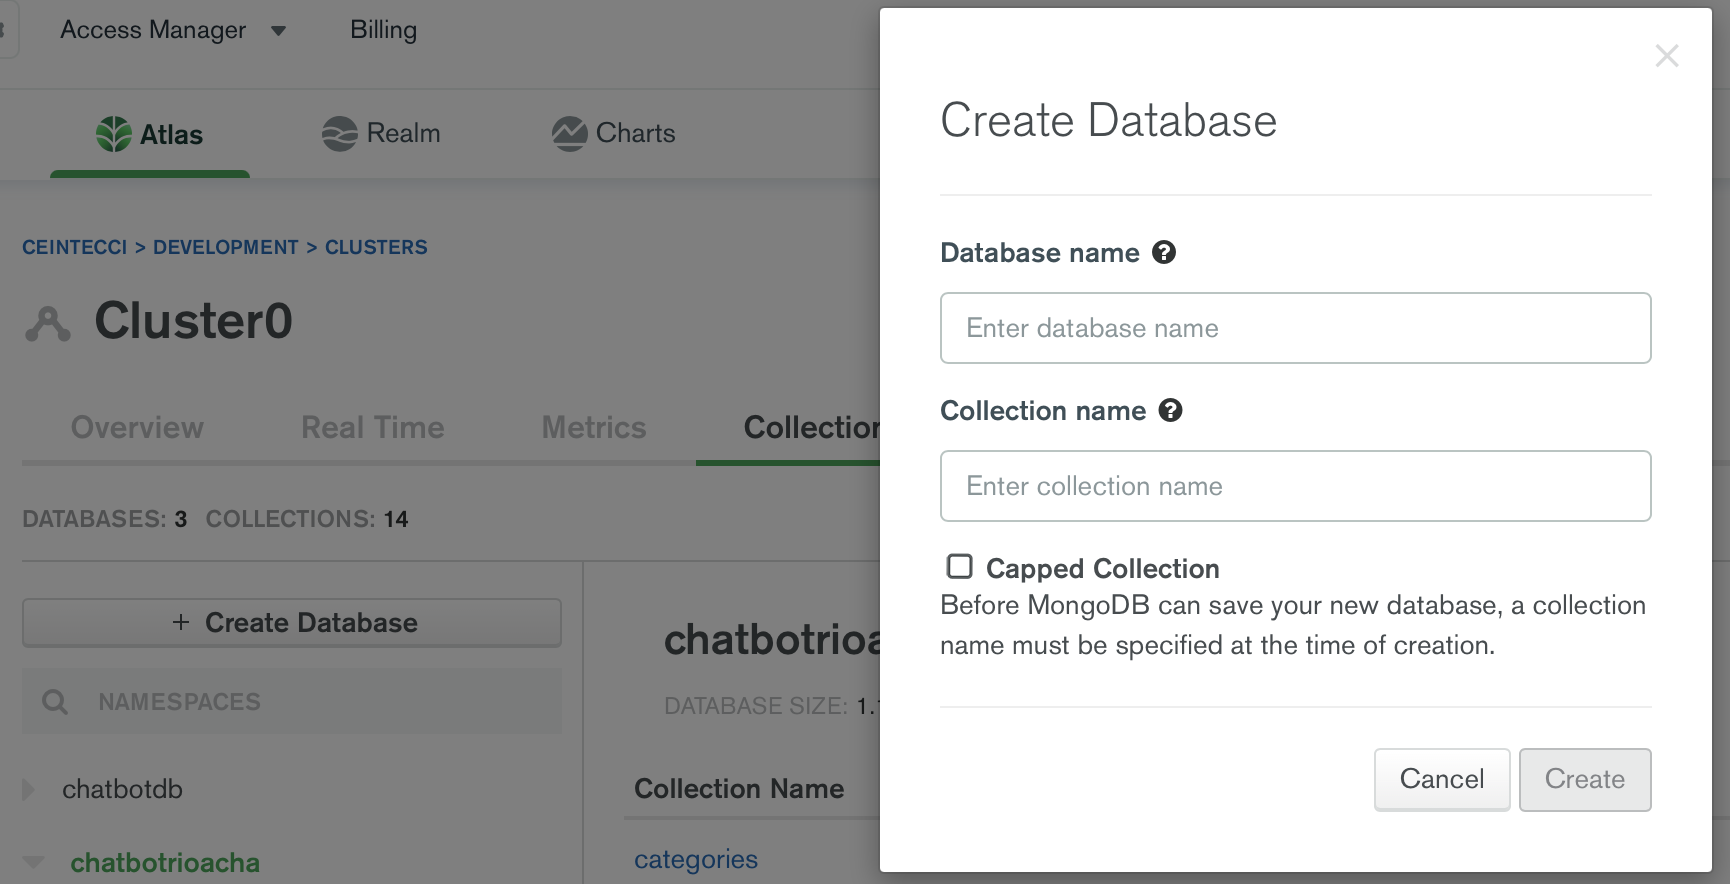 Access Manager
Billing
Atlas
Realm
Charts
CEINTECCI > DEVELOPMENT > CLUSTERS
Cluster0
Overview
Real Time
Metrics
Collection
DATABASES: 3 COLLECTIONS: 14
+ Create Database
NAMESPACES
chatbotdb
chatbotrioacha
chatbotrioa
DATABASE SIZE: 1.
Collection Name
categories
Create Database
Database name
Enter database name
Collection name
Enter collection name
Capped Collection
Before MongoDB can save your new database, a collection
name must be specified at the time of creation.
Cancel
Create